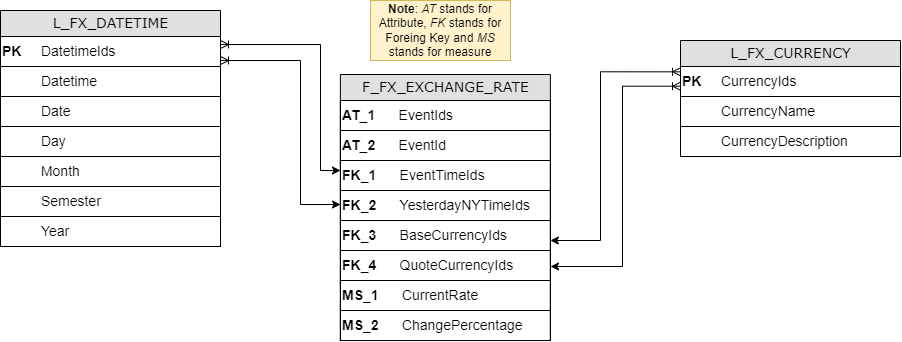 Note: AT stands for
Attribute, FK stands for
Foreing Key and MS
stands for measure
L_FX_DATETIME
PK DatetimeIds
Datetime
Date
Day
Month
Semester
Year
F_FX_EXCHANGE_RATE
AT_1 EventIds
AT_2 EventId
FK_1 EventTimeIds
FK_2 YesterdayNYTimeIds
FK_3 BaseCurrencyIds
FK_4 QuoteCurrencyIds
MS_1 CurrentRate
MS_2 ChangePercentage
L_FX_CURRENCY
PK CurrencyIds
CurrencyName
CurrencyDescription